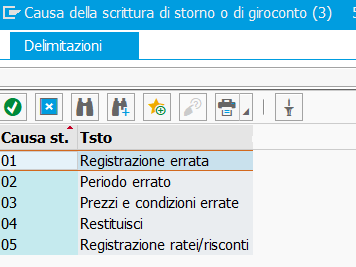 Causa della scrittura di storno o di giroconto (3)
Delimitazioni
Causa st. Tsto
01 Registrazione errata
02 Periodo errato
03 Prezzi e condizioni errate
04 Restituisci
05 Registrazione ratei/risconti